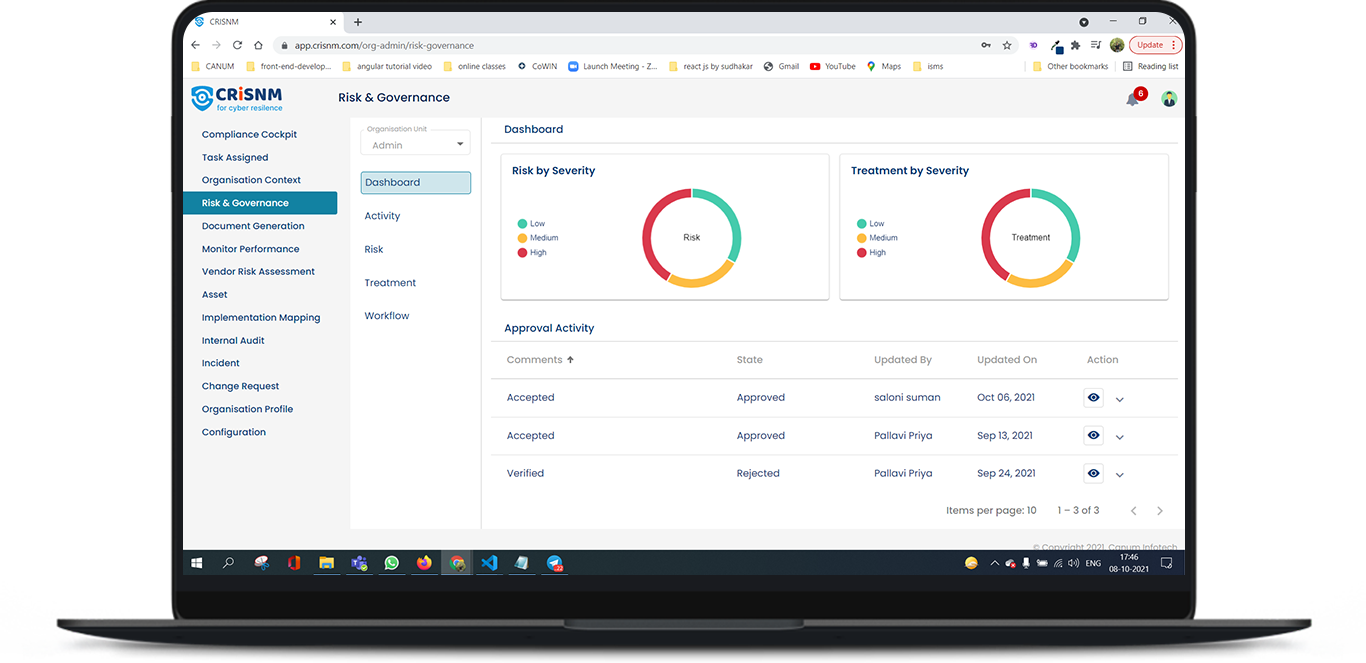 CRISNM
app.crisnm.com/org-admin/risk-governance
Update
CANUM
front-end-develop...
angular tutorial video
online classes
CoWIN
Launch Meeting - Z...
react js by sudhakar
Gmail
YouTube
Maps
isms
Other bookmarks
Reading list
CRiSNM
for cyber resilence
Risk & Governance
6
Compliance Cockpit
Task Assigned
Organisation Context
Risk & Governance
Document Generation
Monitor Performance
Vendor Risk Assessment
Asset
Implementation Mapping
Internal Audit
Incident
Change Request
Organisation Profile
Configuration
Organisation Unit
Admin
Dashboard
Activity
Risk
Treatment
Workflow
Dashboard
Risk by Severity
Low
Medium
High
Risk
Treatment by Severity
Low
Medium
High
Treatment
Approval Activity
Comments State Updated By Updated On Action
Accepted Approved saloni suman Oct 06, 2021
Accepted Approved Pallavi Priya Sep 13, 2021
Verified Rejected Pallavi Priya Sep 24, 2021
Items per page: 10 1 – 3 of 3
© Copyright 2021, Canum Infotech
ENG
17:46
08-10-2021